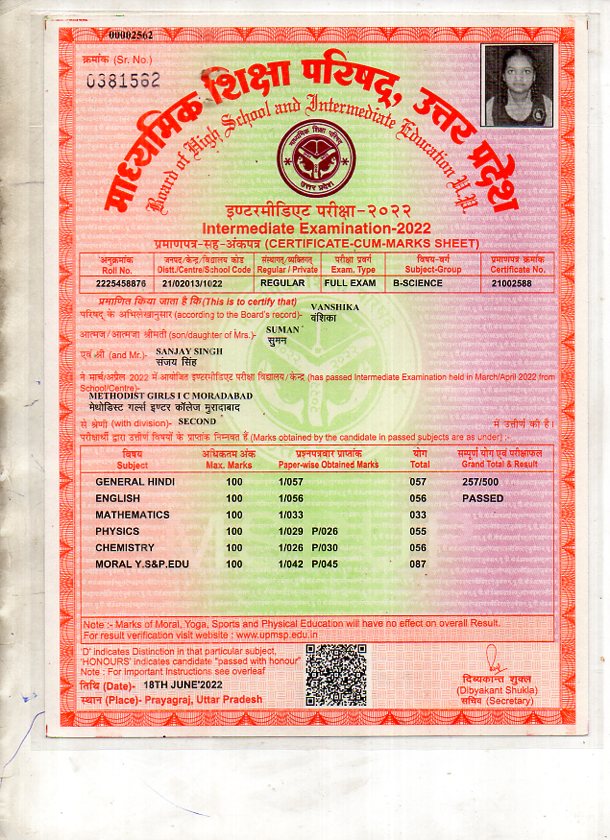 00002562
क्रमांक (Sr. No.)
0381562
माध्यमिक शिक्षा परिषद्, उत्तर प्रदेश
Board of High School and Intermediate Education U.P.
माध्यमिक शिक्षा परिषद्
उत्तर प्रदेश
इण्टरमीडिएट परीक्षा-२०२२
Intermediate Examination-2022
प्रमाणपत्र-सह-अंकपत्र (CERTIFICATE-CUM-MARKS SHEET)
अनुक्रमांक जनपद/केन्द्र/विद्यालय कोड संस्थागत/व्यक्तिगत परीक्षा प्रवर्ग विषय-वर्ग प्रमाणपत्र क्रमांक
Roll No. Distt./Centre/School Code Regular / Private Exam. Type Subject-Group Certificate No.
2225458876 21/02013/1022 REGULAR FULL EXAM B-SCIENCE 21002588
प्रमाणित किया जाता है कि (This is to certify that)
VANSHIKA
परिषद् के अभिलेखानुसार (according to the Board's record)- वंशिका
SUMAN
आत्मज/आत्मजा श्रीमती (son/daughter of Mrs.)- सुमन
SANJAY SINGH
एवं श्री (and Mr.)- संजय सिंह
ने मार्च/अप्रैल 2022 में आयोजित इण्टरमीडिएट परीक्षा विद्यालय/केन्द्र (has passed Intermediate Examination held in March/April 2022 from
School/Centre)-
METHODIST GIRLS I C MORADABAD
मेथोडिस्ट गर्ल्स इण्टर कॉलेज मुरादाबाद
से श्रेणी (with division)- SECOND में उत्तीर्ण की है।
परीक्षार्थी द्वारा उत्तीर्ण विषयों के प्राप्तांक निम्नवत हैं (Marks obtained by the candidate in passed subjects are as under) :-
विषय अधिकतम अंक प्रश्नपत्रवार प्राप्तांक योग सम्पूर्ण योग एवं परीक्षाफल
Subject Max. Marks Paper-wise Obtained Marks Total Grand Total & Result
GENERAL HINDI 100 1/057 057 257/500
ENGLISH 100 1/056 056 PASSED
MATHEMATICS 100 1/033 033
PHYSICS 100 1/029 P/026 055
CHEMISTRY 100 1/026 P/030 056
MORAL Y.S&P.EDU 100 1/042 P/045 087
Note :- Marks of Moral, Yoga, Sports and Physical Education will have no effect on overall Result.
For result verification visit website : www.upmsp.edu.in
'D' indicates Distinction in that particular subject,
'HONOURS' indicates candidate "passed with honour"
Note : For Important Instructions see overleaf
तिथि (Date)- 18TH JUNE'2022
स्थान (Place)- Prayagraj, Uttar Pradesh
दिव्यकान्त शुक्ल
(Dibyakant Shukla)
सचिव (Secretary)